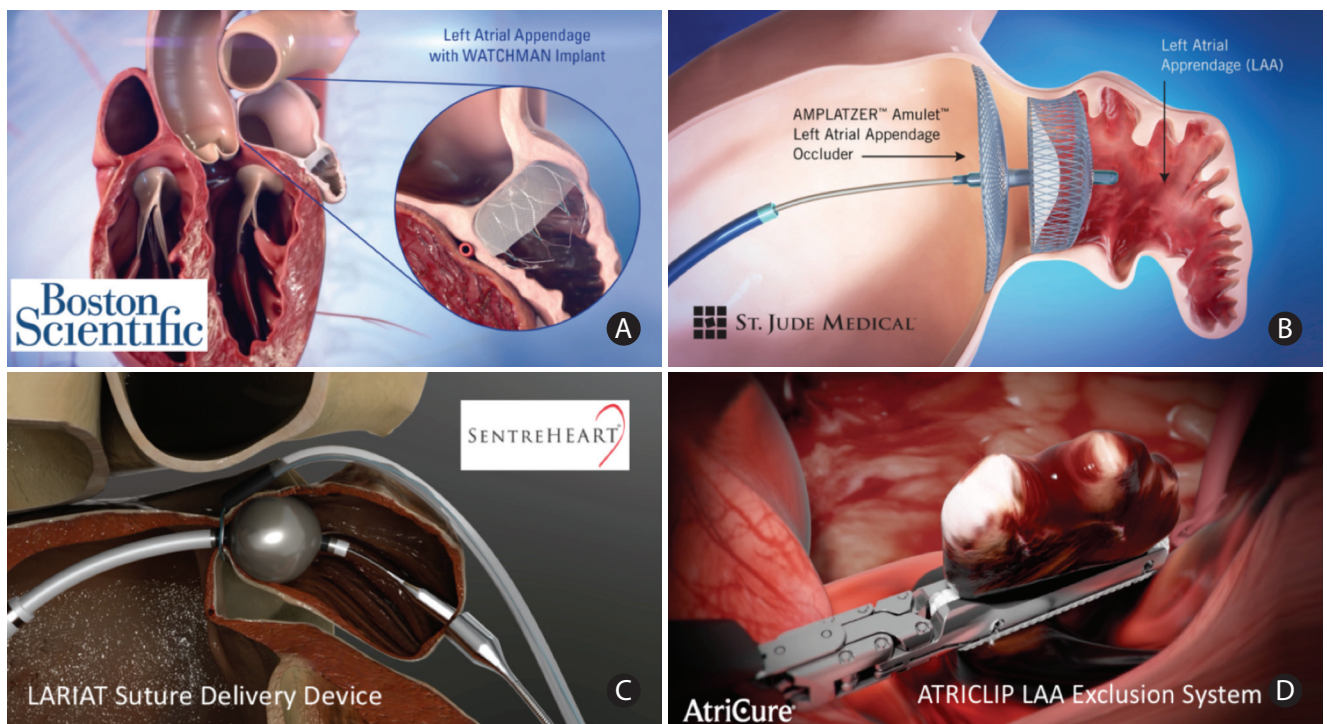 Left Atrial Appendage
with WATCHMAN Implant
Boston
Scientific
A
Left Atrial
Apprendage (LAA)
AMPLATZER™ Amulet™
Left Atrial Appendage
Occluder
ST. JUDE MEDICAL
B
SENTREHEART®
LARIAT Suture Delivery Device
C
ATRICLIP LAA Exclusion System
AtriCure®
D